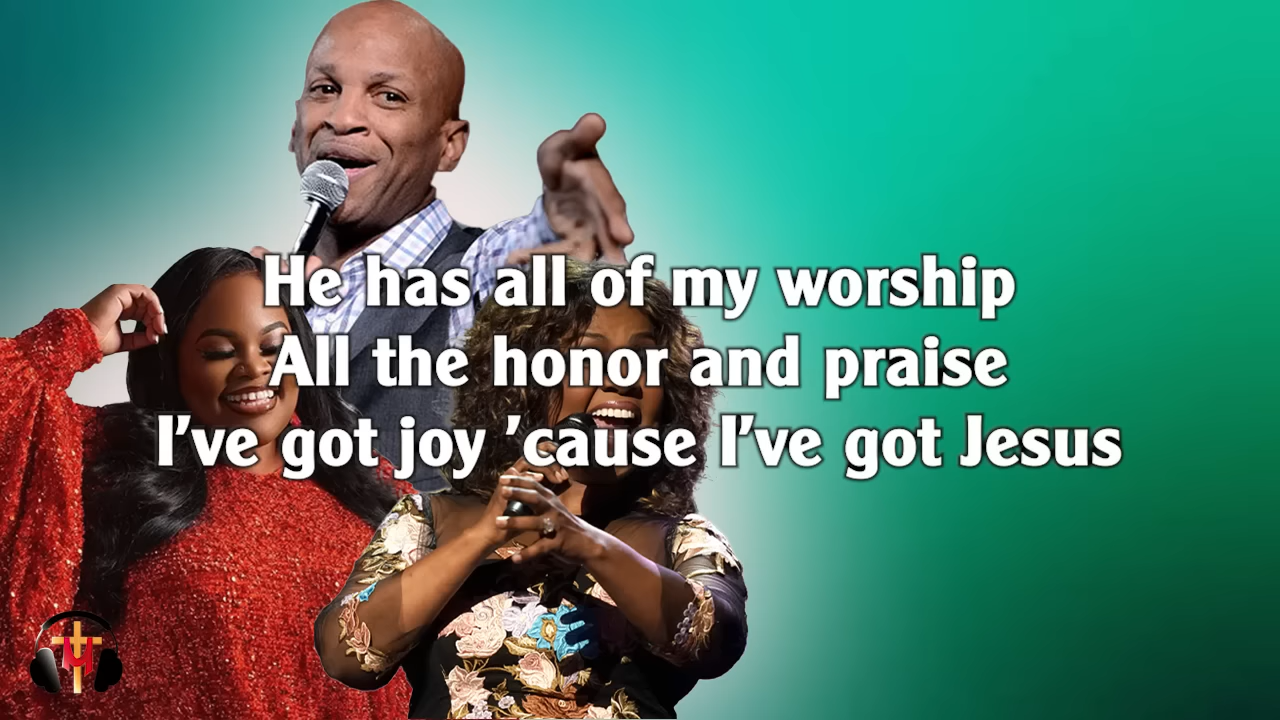 He has all of my worship
All the honor and praise
I've got joy 'cause I've got Jesus